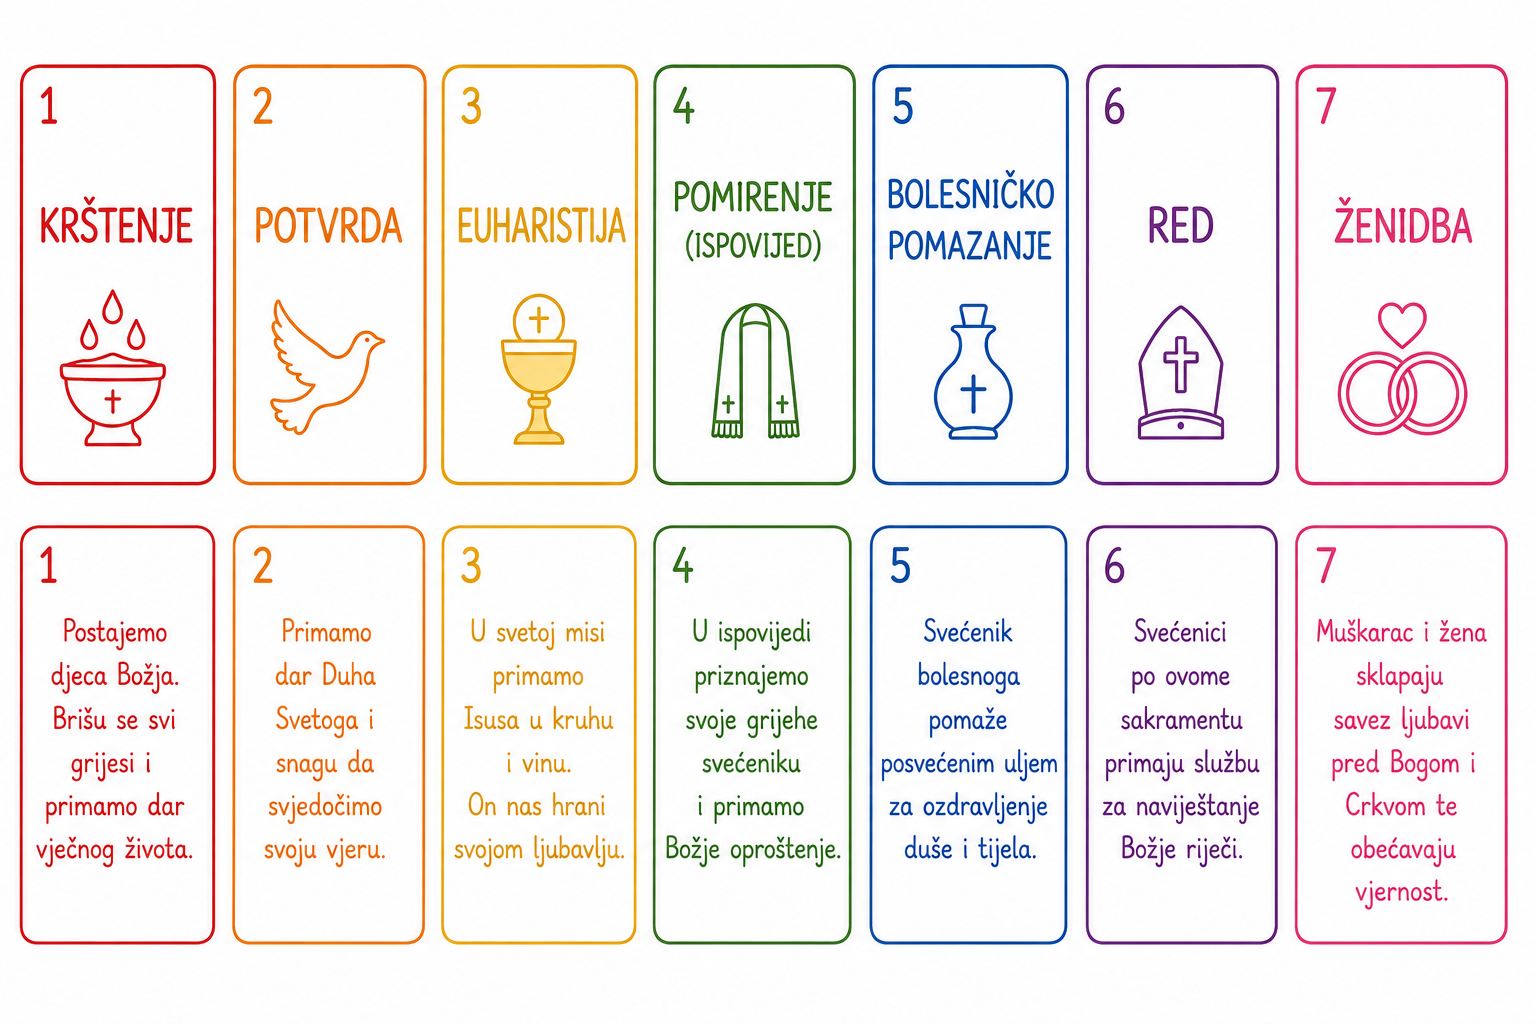 1
KRŠTENJE
2
POTVRDA
3
EUHARISTIJA
4
POMIRENJE
(ISPOVIJED)
5
BOLESNIČKO
POMAZANJE
6
RED
7
ŽENIDBA
1
Postajemo
djeca Božja.
Brišu se svi
grijesi i
primamo dar
vječnog života.
2
Primamo
dar Duha
Svetoga i
snagu da
svjedočimo
svoju vjeru.
3
U svetoj misi
primamo
Isusa u kruhu
i vinu.
On nas hrani
svojom ljubavlju.
4
U ispovijedi
priznajemo
svoje grijehe
svećeniku
i primamo
Božje oproštenje.
5
Svećenik
bolesnoga
pomaže
posvećenim uljem
za ozdravljenje
duše i tijela.
6
Svećenici
po ovome
sakramentu
primaju službu
za naviještanje
Božje riječi.
7
Muškarac i žena
sklapaju
savez ljubavi
pred Bogom i
Crkvom te
obećavaju
vjernost.